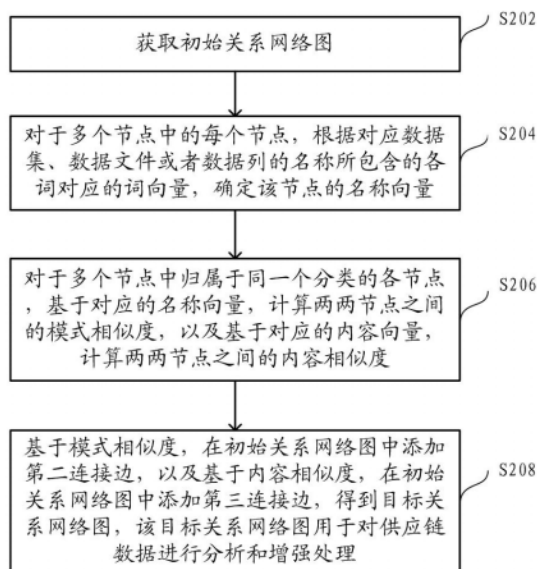 S202
获取初始关系网络图
S204
对于多个节点中的每个节点，根据对应数据
集、数据文件或者数据列的名称所包含的各
词对应的词向量，确定该节点的名称向量
S206
对于多个节点中归属于同一个分类的各节点
，基于对应的名称向量，计算两两节点之间
的模式相似度，以及基于对应的内容向量，
计算两两节点之间的内容相似度
S208
基于模式相似度，在初始关系网络图中添加
第二连接边，以及基于内容相似度，在初始
关系网络图中添加第三连接边，得到目标关
系网络图，该目标关系网络图用于对供应链
数据进行分析和增强处理